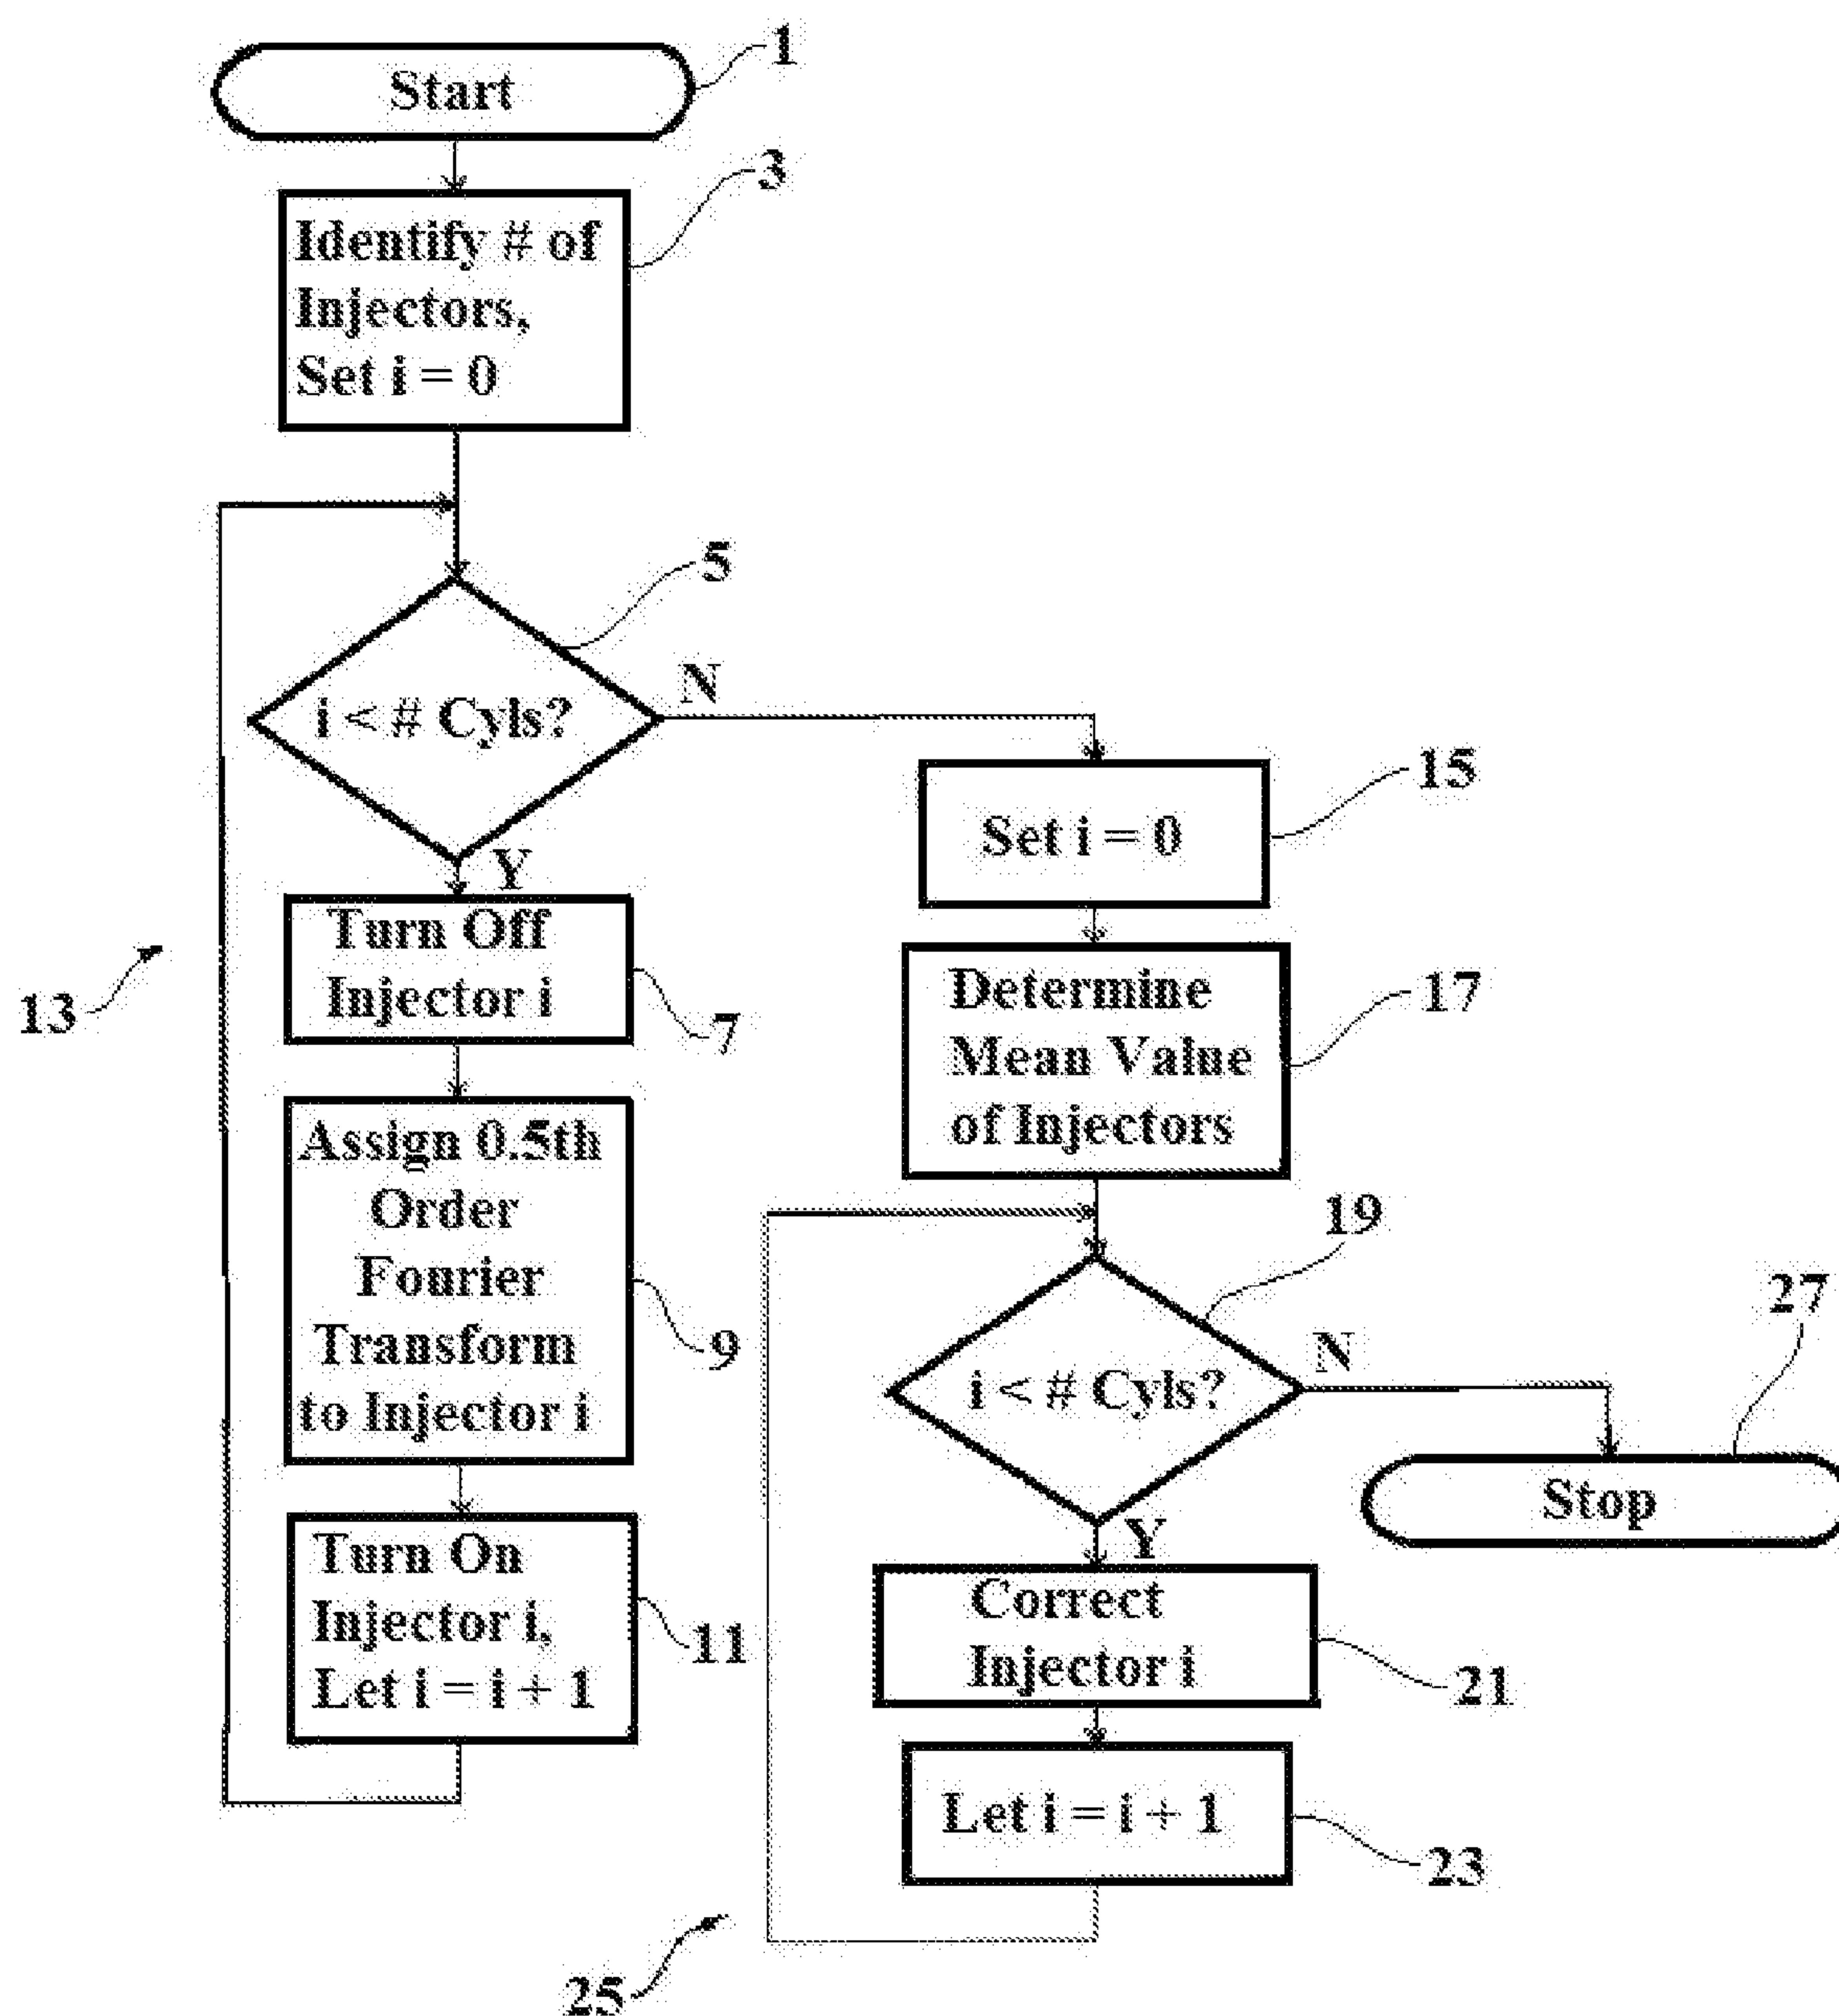 Start
1
Identify # of
Injectors,
Set i = 0
3
i < # Cyls?
5
N
Y
Turn Off
Injector i
7
13
Assign 0.5th
Order
Fourier
Transform
to Injector i
9
Turn On
Injector i,
Let i = i + 1
11
Set i = 0
15
Determine
Mean Value
of Injectors
17
i < # Cyls?
19
N
27
Stop
Y
Correct
Injector i
21
Let i = i + 1
23
25